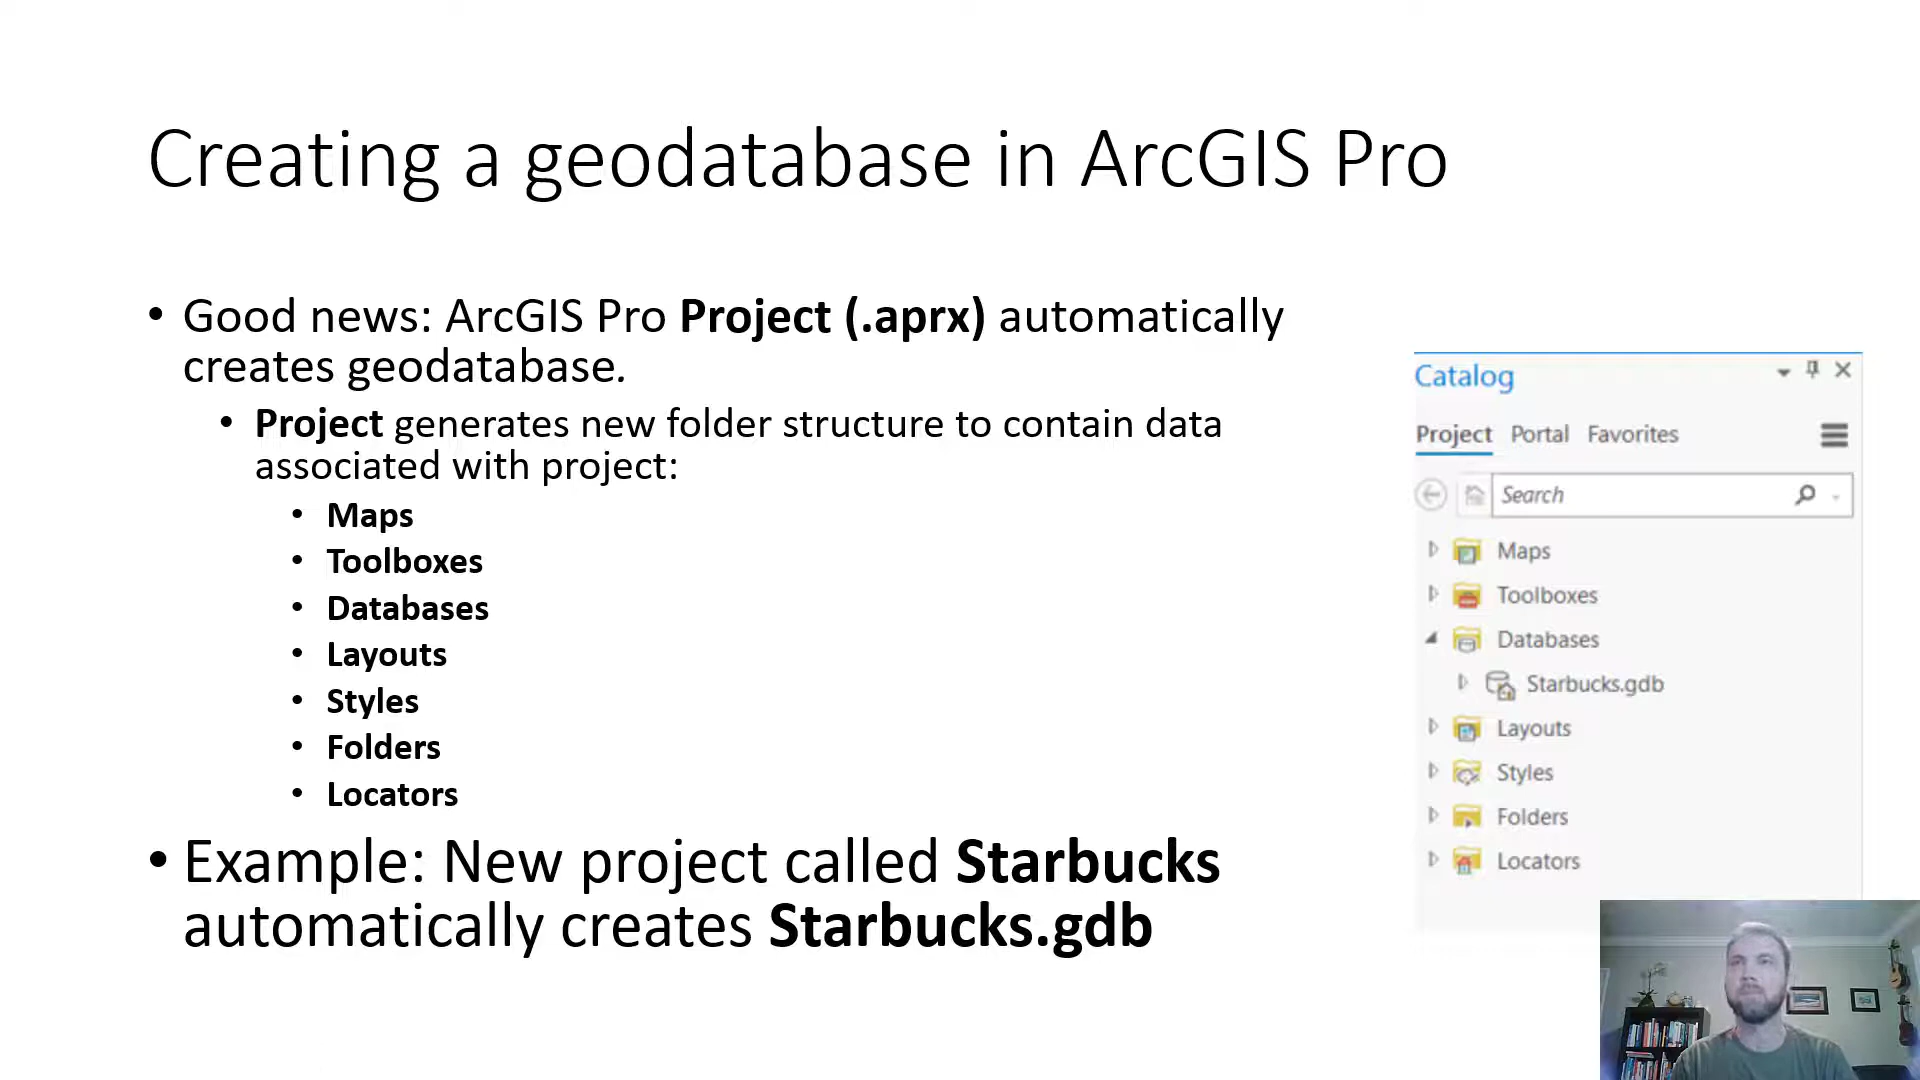 Creating a geodatabase in ArcGIS Pro
• Good news: ArcGIS Pro Project (.aprx) automatically
creates geodatabase.
• Project generates new folder structure to contain data
associated with project:
• Maps
• Toolboxes
• Databases
• Layouts
• Styles
• Folders
• Locators
• Example: New project called Starbucks
automatically creates Starbucks.gdb
Catalog
Project Portal Favorites
Search
Maps
Toolboxes
Databases
Starbucks.gdb
Layouts
Styles
Folders
Locators